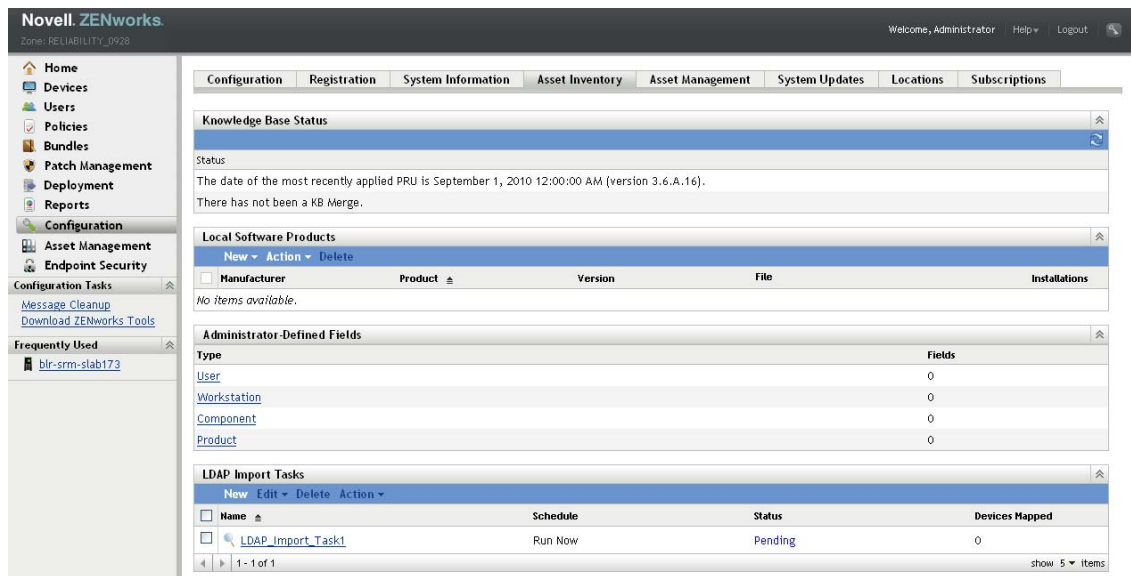 Novell. ZENworks.
Zone: RELIABILITY_0928
Welcome, Administrator Help Logout
Home
Devices
Users
Policies
Bundles
Patch Management
Deployment
Reports
Configuration
Asset Management
Endpoint Security
Configuration Tasks
Message Cleanup
Download ZENworks Tools
Frequently Used
blr-srm-slab173
Configuration Registration System Information Asset Inventory Asset Management System Updates Locations Subscriptions
Knowledge Base Status
Status
The date of the most recently applied PRU is September 1, 2010 12:00:00 AM (version 3.6.A.16).
There has not been a KB Merge.
Local Software Products
New Action Delete
Manufacturer Product Version File Installations
No items available.
Administrator-Defined Fields
Type Fields
User 0
Workstation 0
Component 0
Product 0
LDAP Import Tasks
New Edit Delete Action
Name Schedule Status Devices Mapped
LDAP_Import_Task1 Run Now Pending 0
1 - 1 of 1 show 5 items